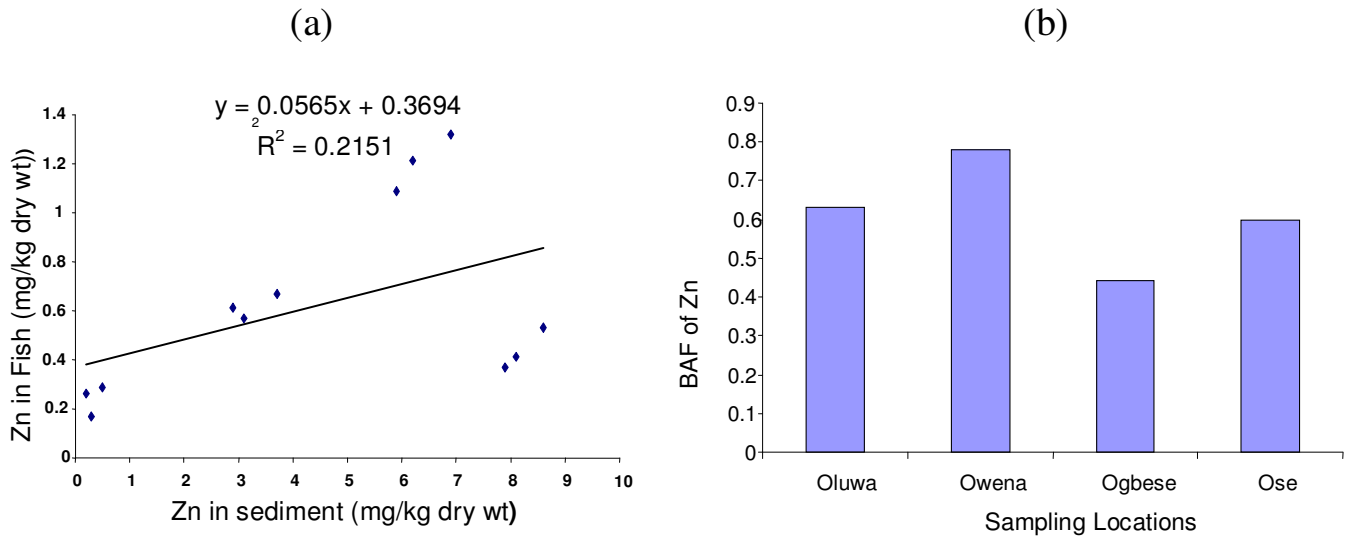 (a)
y = 0.0565x + 0.3694
2
R² = 0.2151
1.4
1.2
1
0.8
0.6
0.4
0.2
0
0 1 2 3 4 5 6 7 8 9 10
Zn in Fish (mg/kg dry wt))
Zn in sediment (mg/kg dry wt)
(b)
0.9
0.8
0.7
0.6
0.5
0.4
0.3
0.2
0.1
0
BAF of Zn
Oluwa Owena Ogbese Ose
Sampling Locations